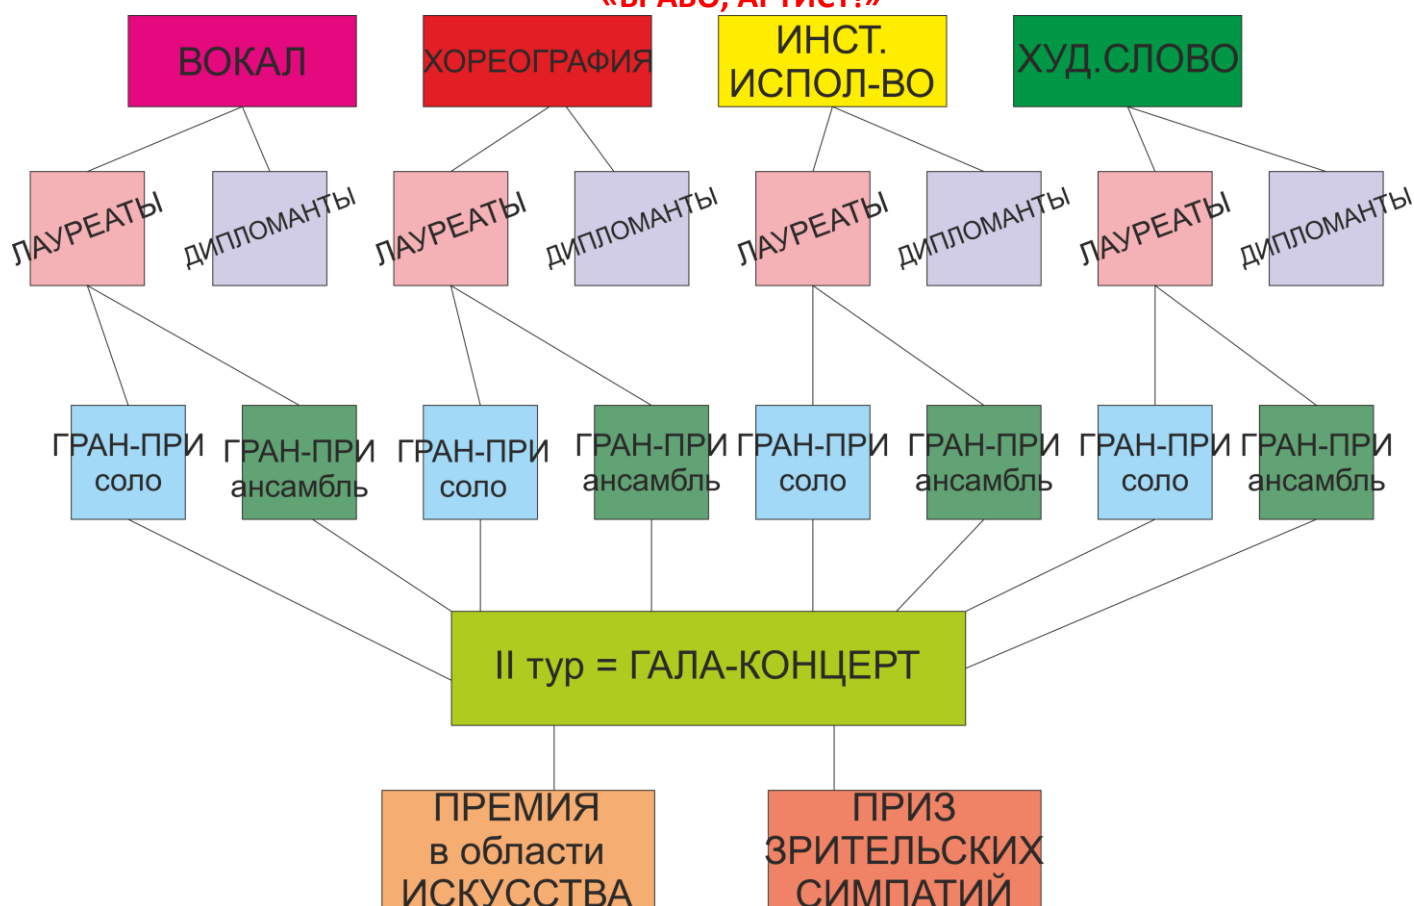 «БРАВО, АРТИСТ!»
ВОКАЛ
ХОРЕОГРАФИЯ
ИНСТ.
ИСПОЛ-ВО
ХУД.СЛОВО
ЛАУРЕАТЫ
ДИПЛОМАНТЫ
ЛАУРЕАТЫ
ДИПЛОМАНТЫ
ЛАУРЕАТЫ
ДИПЛОМАНТЫ
ЛАУРЕАТЫ
ДИПЛОМАНТЫ
ГРАН-ПРИ
соло
ГРАН-ПРИ
ансамбль
ГРАН-ПРИ
соло
ГРАН-ПРИ
ансамбль
ГРАН-ПРИ
соло
ГРАН-ПРИ
ансамбль
ГРАН-ПРИ
соло
ГРАН-ПРИ
ансамбль
II тур = ГАЛА-КОНЦЕРТ
ПРЕМИЯ
в области
ИСКУССТВА
ПРИЗ
ЗРИТЕЛЬСКИХ
СИМПАТИЙ